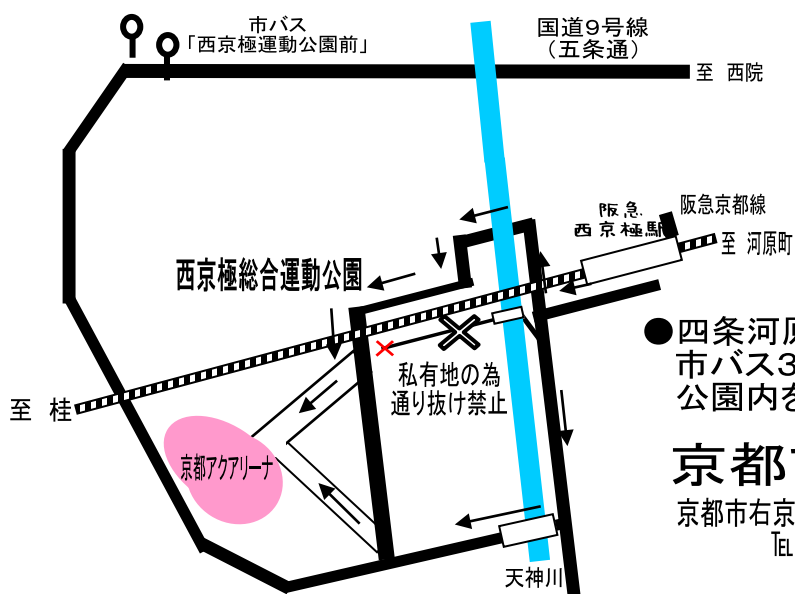 市バス
「西京極運動公園前」
国道9号線
（五条通）
至 西院
阪急京都線
阪急
西京極駅
至 河原町
西京極総合運動公園
私有地の為
通り抜け禁止
至 桂
京都アクアリーナ
天神川
●四条河原
市バス3
公園内を
京都市
京都市右京
TEL